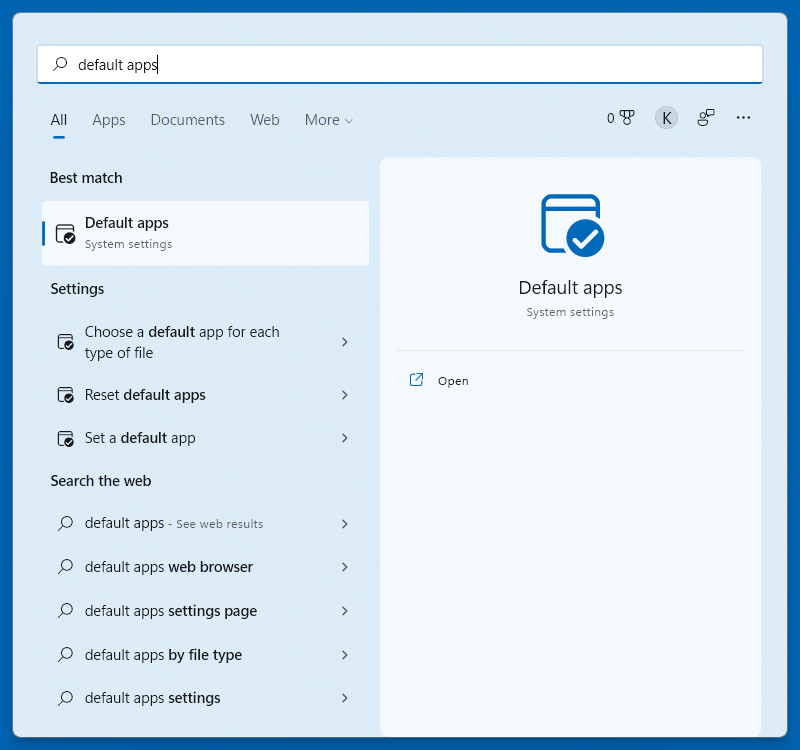 default apps
All Apps Documents Web More
0 K
Best match
Default apps
System settings
Settings
Choose a default app for each
type of file
Reset default apps
Set a default app
Search the web
default apps - See web results
default apps web browser
default apps settings page
default apps by file type
default apps settings
Default apps
System settings
Open